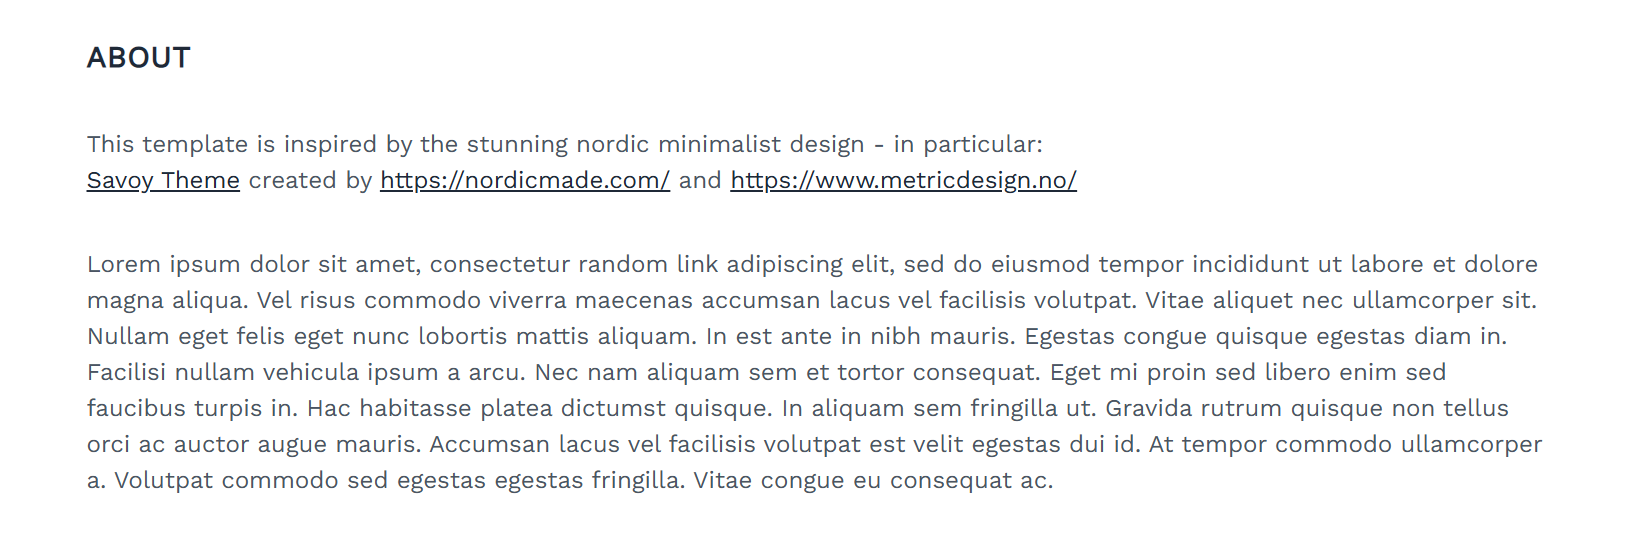 ABOUT
This template is inspired by the stunning nordic minimalist design - in particular:
Savoy Theme created by https://nordicmade.com/ and https://www.metricdesign.no/
Lorem ipsum dolor sit amet, consectetur random link adipiscing elit, sed do eiusmod tempor incididunt ut labore et dolore
magna aliqua. Vel risus commodo viverra maecenas accumsan lacus vel facilisis volutpat. Vitae aliquet nec ullamcorper sit.
Nullam eget felis eget nunc lobortis mattis aliquam. In est ante in nibh mauris. Egestas congue quisque egestas diam in.
Facilisi nullam vehicula ipsum a arcu. Nec nam aliquam sem et tortor consequat. Eget mi proin sed libero enim sed
faucibus turpis in. Hac habitasse platea dictumst quisque. In aliquam sem fringilla ut. Gravida rutrum quisque non tellus
orci ac auctor augue mauris. Accumsan lacus vel facilisis volutpat est velit egestas dui id. At tempor commodo ullamcorper
a. Volutpat commodo sed egestas egestas fringilla. Vitae congue eu consequat ac.